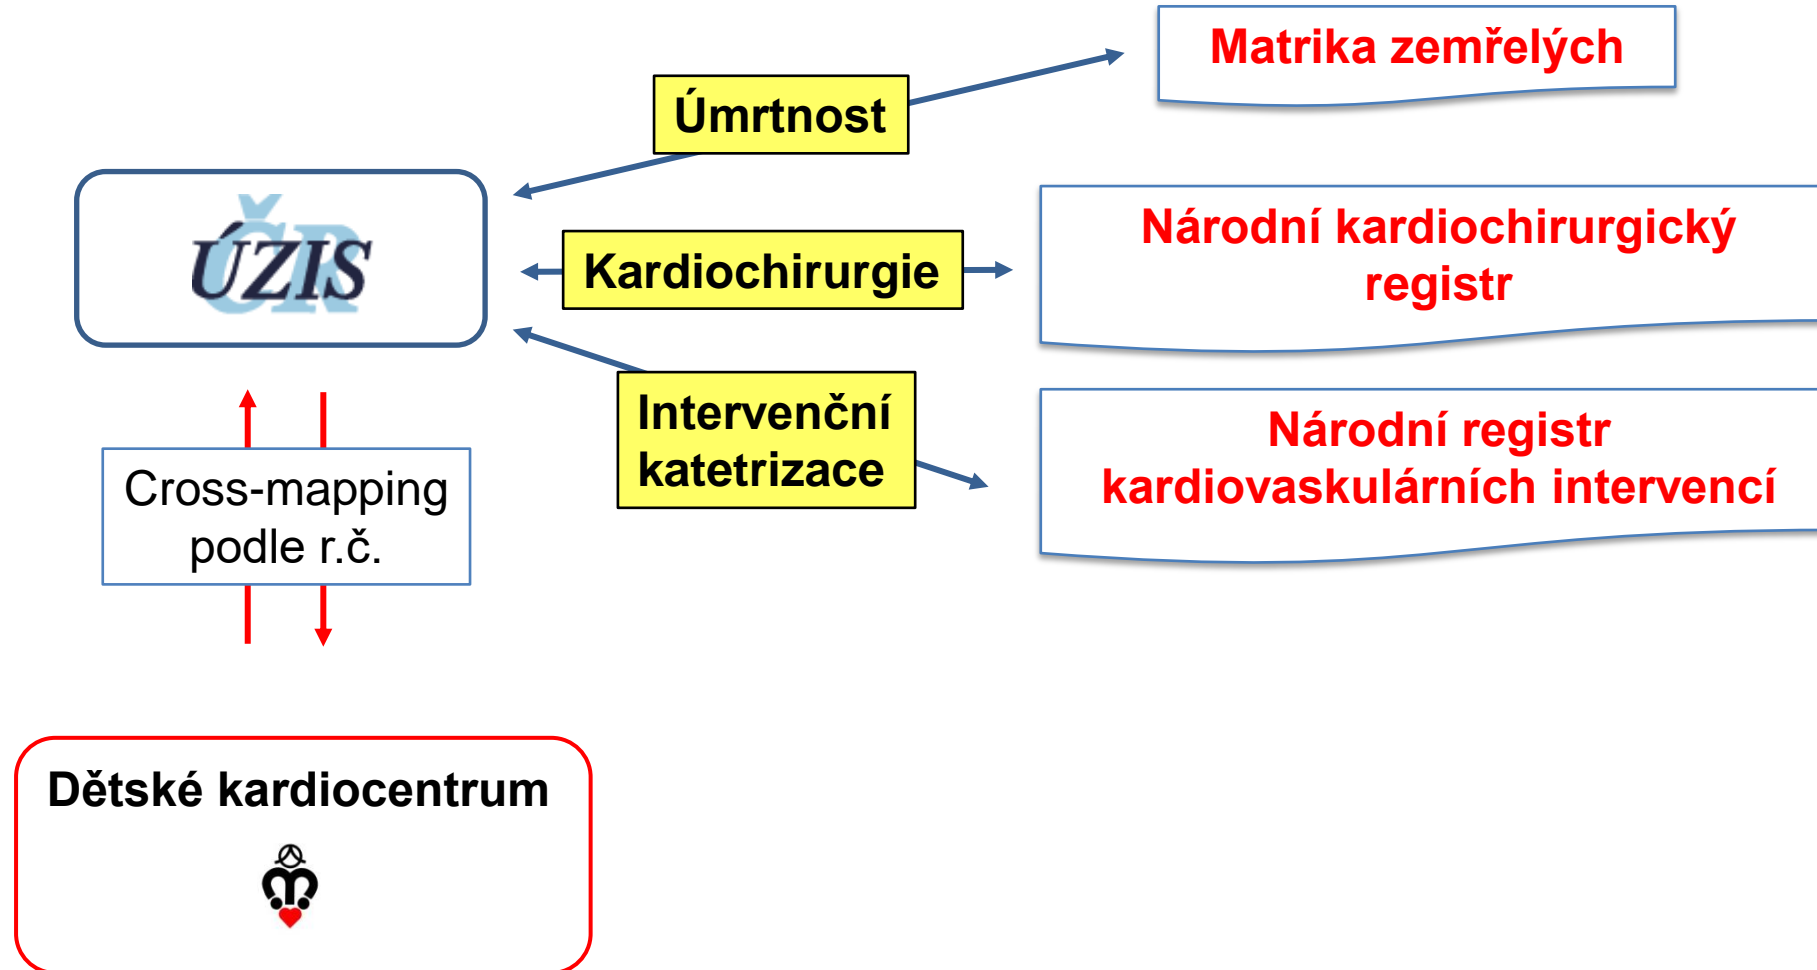 Matrika zemřelých
Úmrtnost
ČR
ÚZIS
Národní kardiochirurgický
registr
Kardiochirurgie
Intervenční
katetrizace
Národní registr
kardiovaskulárních intervencí
Cross-mapping
podle r.č.
Dětské kardiocentrum